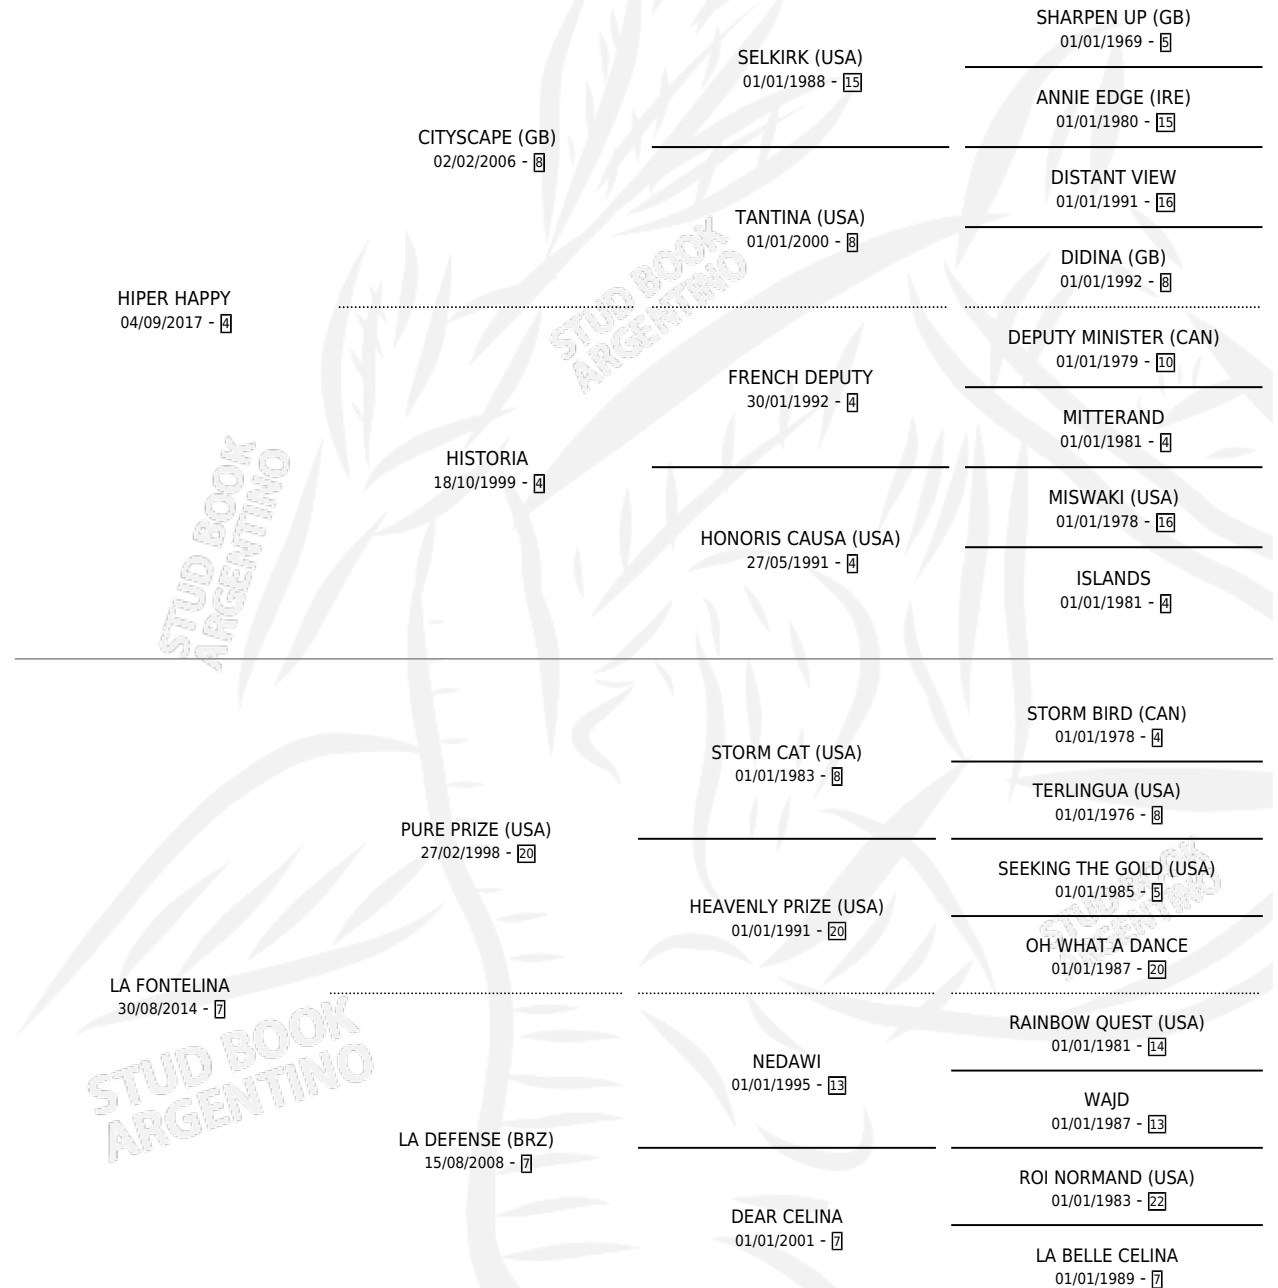 SHARPEN UP (GB)
01/01/1969 - 5
SELKIRK (USA)
01/01/1988 - 15
ANNIE EDGE (IRE)
01/01/1980 - 15
CITYSCAPE (GB)
02/02/2006 - 8
DISTANT VIEW
01/01/1991 - 16
TANTINA (USA)
01/01/2000 - 8
DIDINA (GB)
01/01/1992 - 8
HIPER HAPPY
04/09/2017 - 4
DEPUTY MINISTER (CAN)
01/01/1979 - 10
FRENCH DEPUTY
30/01/1992 - 4
MITTERAND
01/01/1981 - 4
HISTORIA
18/10/1999 - 4
MISWAKI (USA)
01/01/1978 - 16
HONORIS CAUSA (USA)
27/05/1991 - 4
ISLANDS
01/01/1981 - 4
STUD BOOK
ARGENTINO
STUD BOOK
ARGENTINO
STORM BIRD (CAN)
01/01/1978 - 4
STORM CAT (USA)
01/01/1983 - 8
TERLINGUA (USA)
01/01/1976 - 8
PURE PRIZE (USA)
27/02/1998 - 20
SEEKING THE GOLD (USA)
01/01/1985 - 5
HEAVENLY PRIZE (USA)
01/01/1991 - 20
OH WHAT A DANCE
01/01/1987 - 20
LA FONTELINA
30/08/2014 - 7
RAINBOW QUEST (USA)
01/01/1981 - 14
NEDAWI
01/01/1995 - 13
WAJD
01/01/1987 - 13
LA DEFENSE (BRZ)
15/08/2008 - 7
ROI NORMAND (USA)
01/01/1983 - 22
DEAR CELINA
01/01/2001 - 7
LA BELLE CELINA
01/01/1989 - 7
STUD BOOK
ARGENTINO
STUD BOOK
ARGENTINO